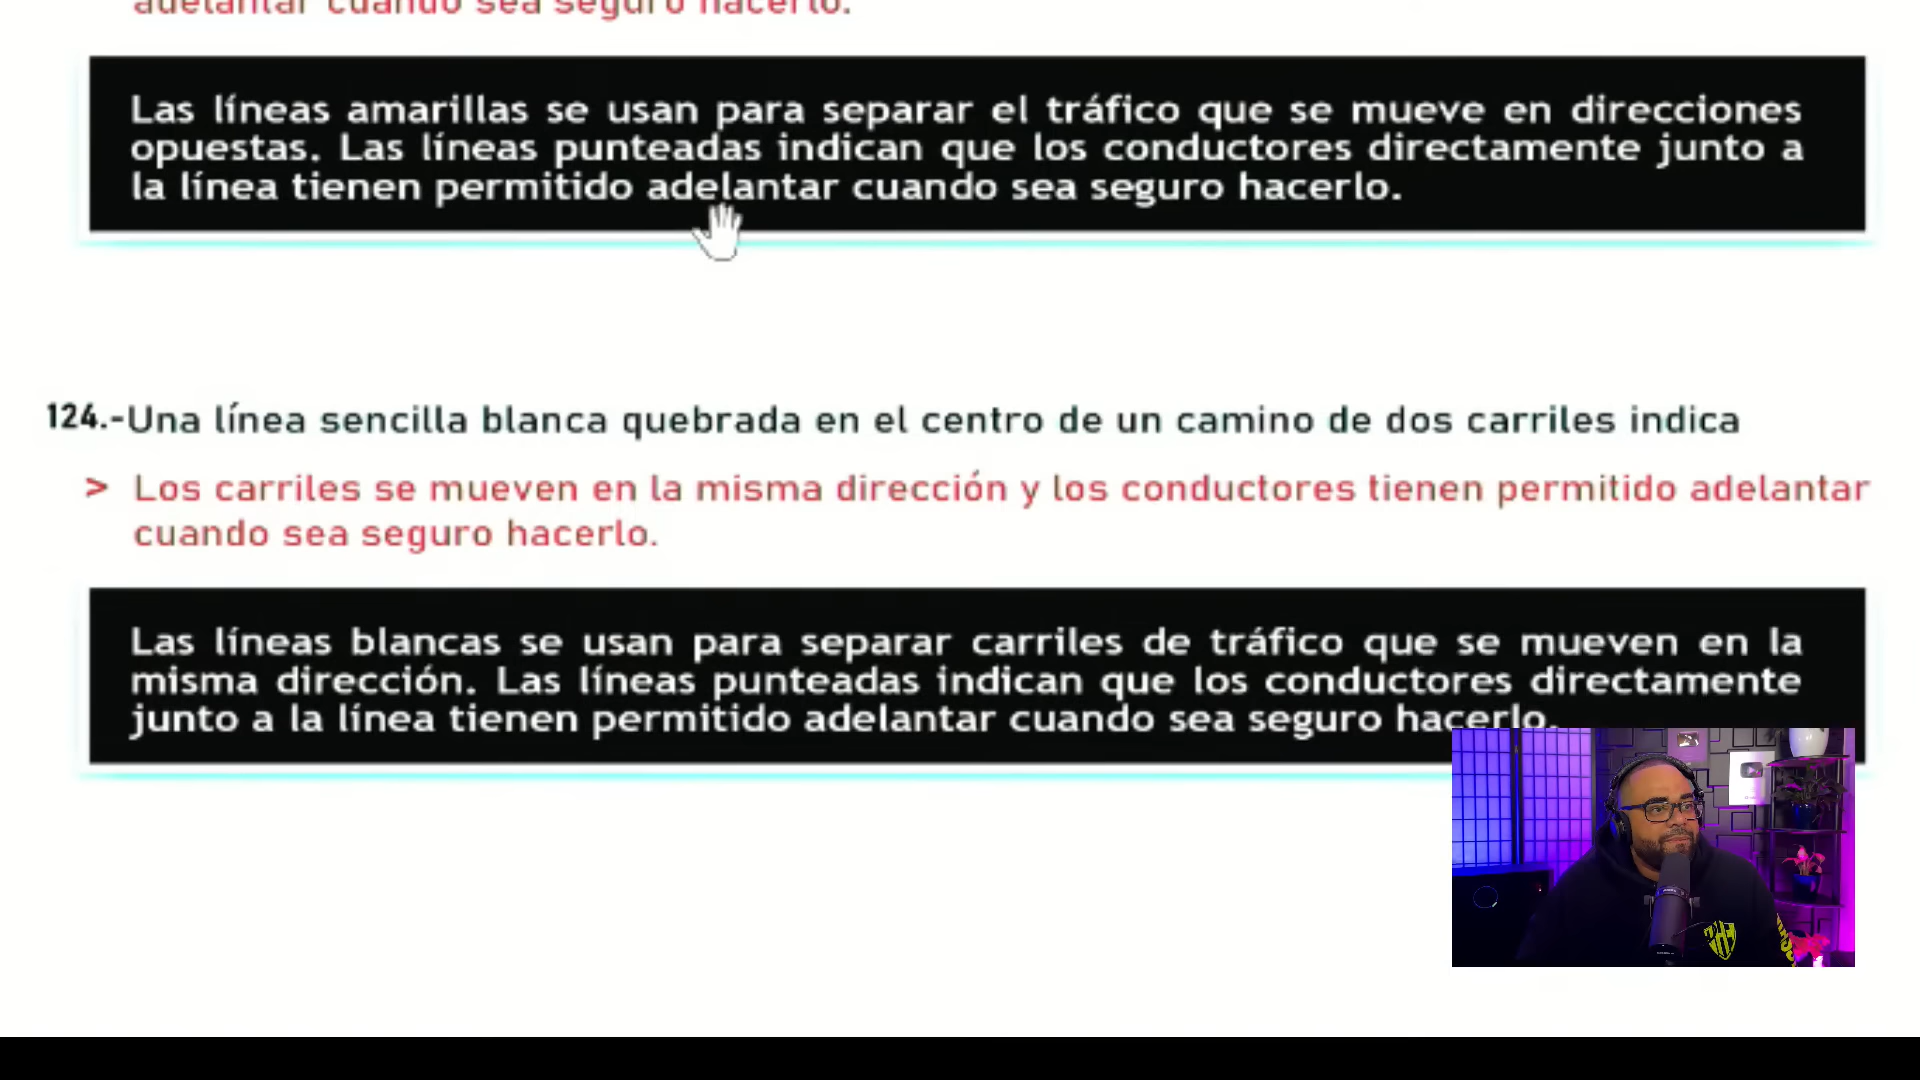 adelantar cuando sea seguro hacerlo.
Las líneas amarillas se usan para separar el tráfico que se mueve en direcciones
opuestas. Las líneas punteadas indican que los conductores directamente junto a
la línea tienen permitido adelantar cuando sea seguro hacerlo.
124.-Una línea sencilla blanca quebrada en el centro de un camino de dos carriles indica
> Los carriles se mueven en la misma dirección y los conductores tienen permitido adelantar
cuando sea seguro hacerlo.
Las líneas blancas se usan para separar carriles de tráfico que se mueven en la
misma dirección. Las líneas punteadas indican que los conductores directamente
junto a la línea tienen permitido adelantar cuando sea seguro hacerlo.